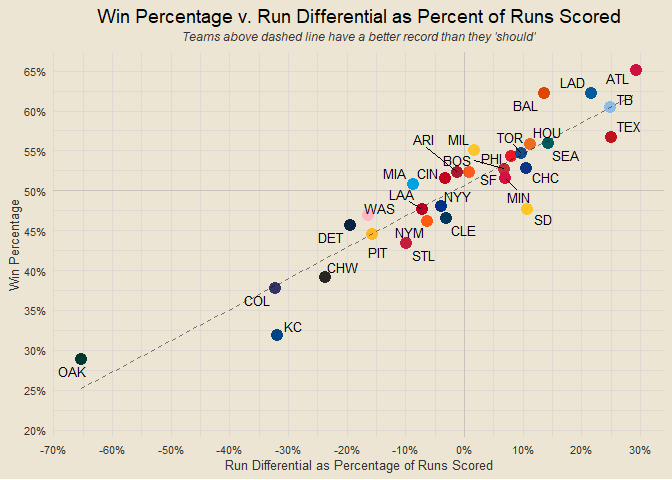 Win Percentage v. Run Differential as Percent of Runs Scored
Teams above dashed line have a better record than they 'should'
65%
60%
55%
50%
45%
40%
35%
30%
25%
20%
Win Percentage
ATL
LAD
TB
BAL
TEX
HOU
TOR
SEA
ARI
MIL
BOS
PHI
CHC
MIA
CIN
SF
MIN
LAA
NYY
SD
WAS
NYM
CLE
DET
PIT
STL
CHW
COL
KC
OAK
-70%
-60%
-50%
-40%
-30%
-20%
-10%
0%
10%
20%
30%
Run Differential as Percentage of Runs Scored